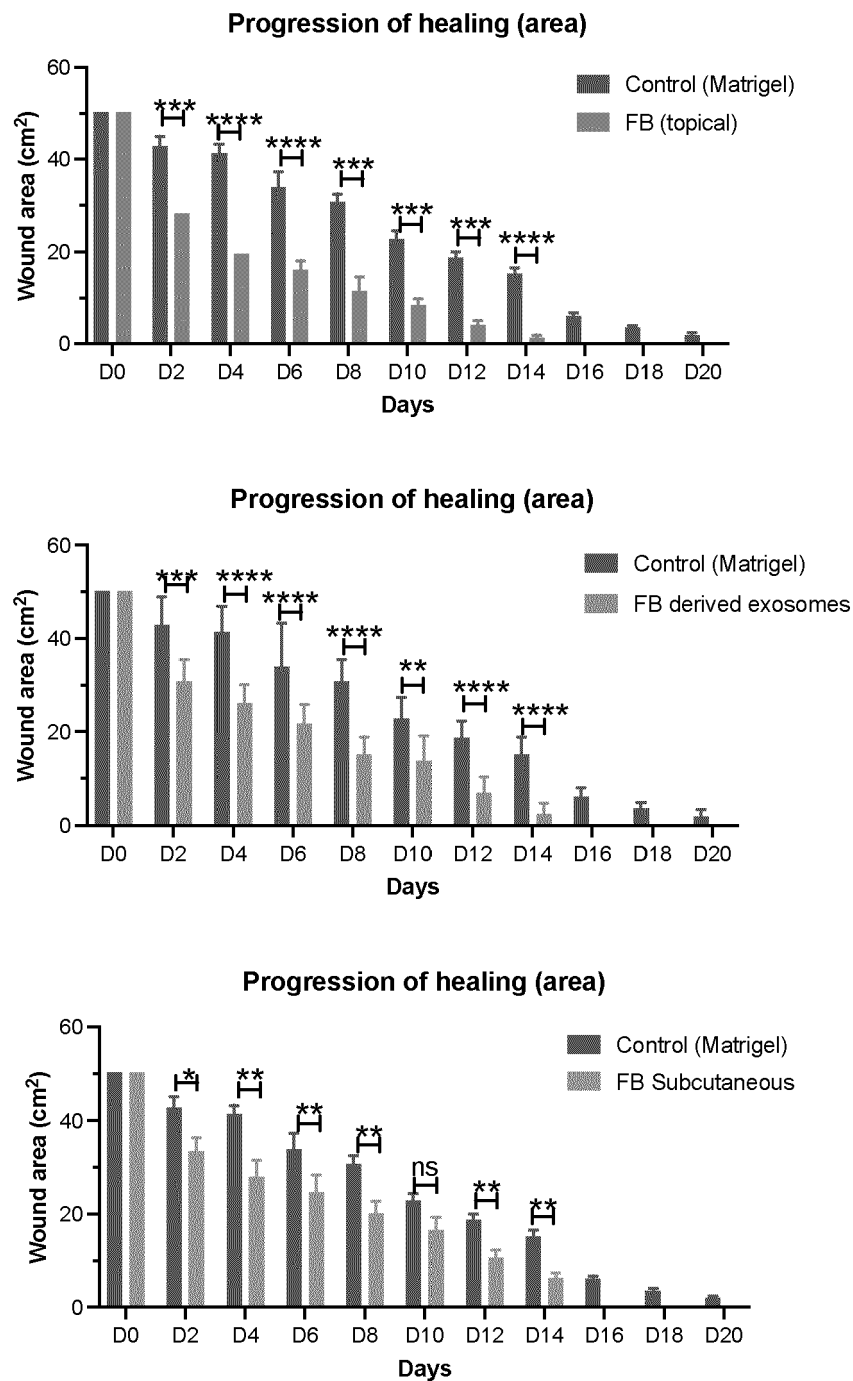 Progression of healing (area)
60
40
20
0
Wound area (cm²)
Control (Matrigel)
FB (topical)
*** **** **** *** *** *** ****
D0 D2 D4 D6 D8 D10 D12 D14 D16 D18 D20
Days
Progression of healing (area)
60
40
20
0
Wound area (cm²)
Control (Matrigel)
FB derived exosomes
*** **** **** **** ** **** ****
D0 D2 D4 D6 D8 D10 D12 D14 D16 D18 D20
Days
Progression of healing (area)
60
40
20
0
Wound area (cm²)
Control (Matrigel)
FB Subcutaneous
* ** ** ** ns ** **
D0 D2 D4 D6 D8 D10 D12 D14 D16 D18 D20
Days